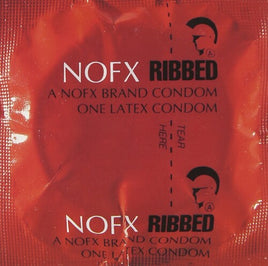 NOFX RIBBED
A NOFX BRAND CONDOM
ONE LATEX CONDOM
TEAR
HERE
NOFX RIBBED
A NOFX BRAND CONDOM
ONE LATEX CONDOM